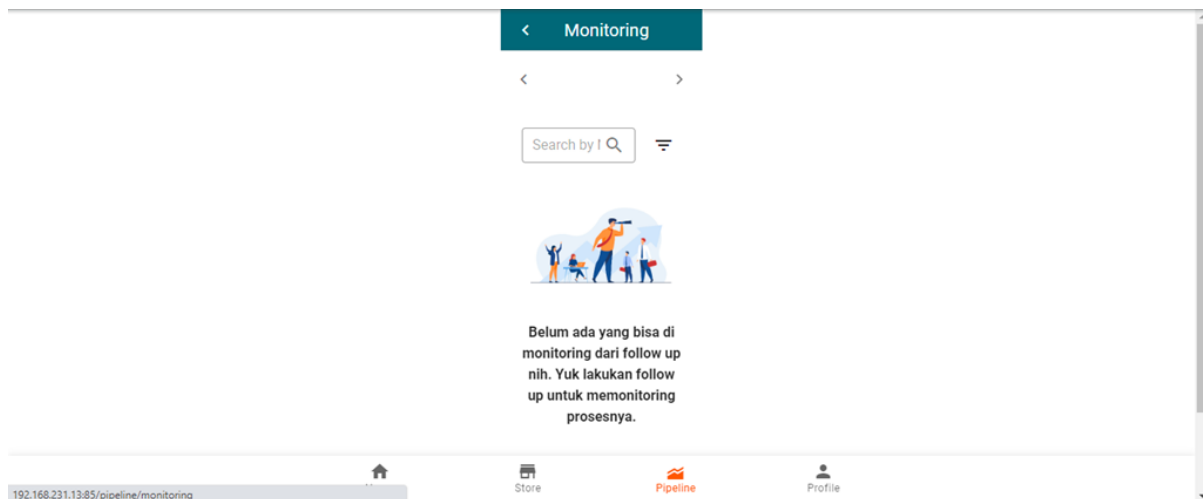 Monitoring
Search by
Belum ada yang bisa di
monitoring dari follow up
nih. Yuk lakukan follow
up untuk memonitoring
prosesnya.
Store
Pipeline
Profile
192.168.231.13:85/pipeline/monitoring